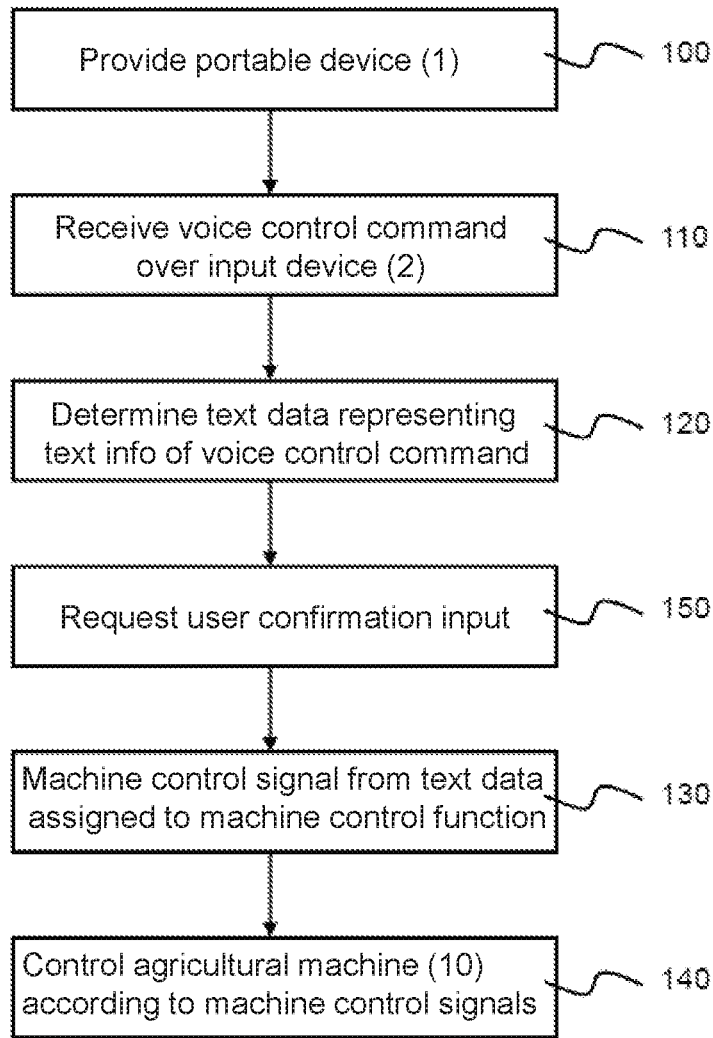 Provide portable device (1)
100
Receive voice control command
over input device (2)
110
Determine text data representing
text info of voice control command
120
Request user confirmation input
150
Machine control signal from text data
assigned to machine control function
130
Control agricultural machine (10)
according to machine control signals
140